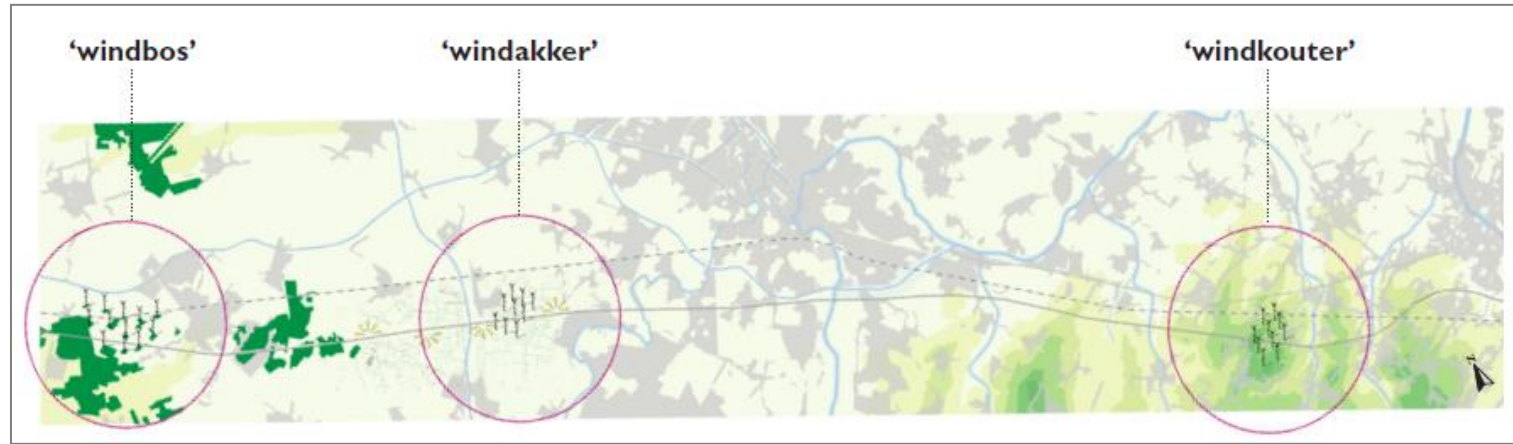 ‘windbos’
‘windakker’
‘windkouter’
z